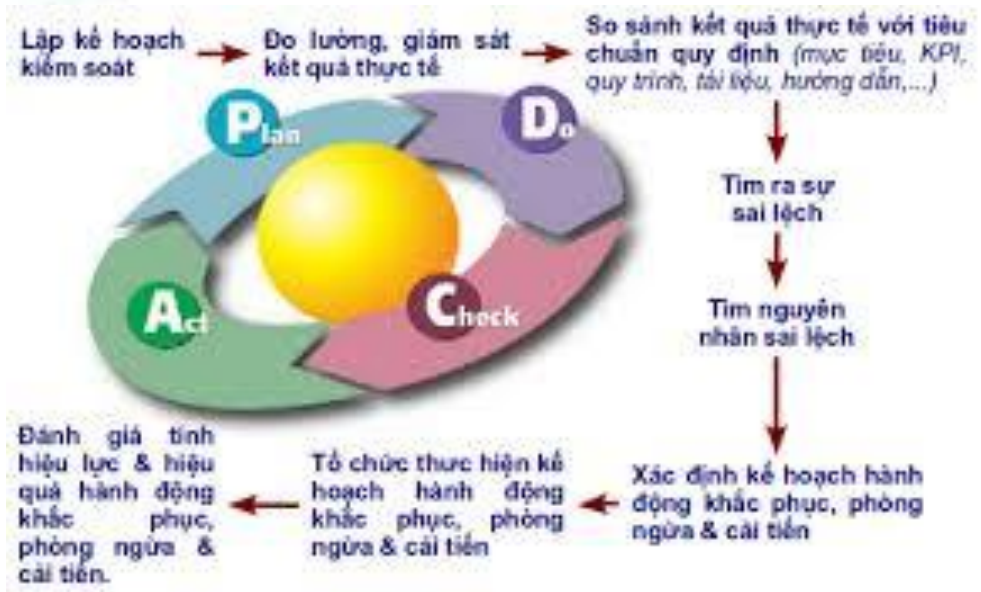 Lập kế hoạch
kiểm soát
Đo lường, giám sát
kết quả thực tế
So sánh kết quả thực tế với tiêu
chuẩn quy định (mục tiêu, KPI,
quy trình, tài liệu, hướng dẫn,...)
Plan
Do
Tìm ra sự
sai lệch
Act
Check
Tìm nguyên
nhân sai lệch
Xác định kế hoạch hành
động khắc phục, phòng
ngừa & cải tiến
Tổ chức thực hiện kế
hoạch hành động
khắc phục, phòng
ngừa & cải tiến
Đánh giá tính
hiệu lực & hiệu
quả hành động
khắc phục,
phòng ngừa &
cải tiến.